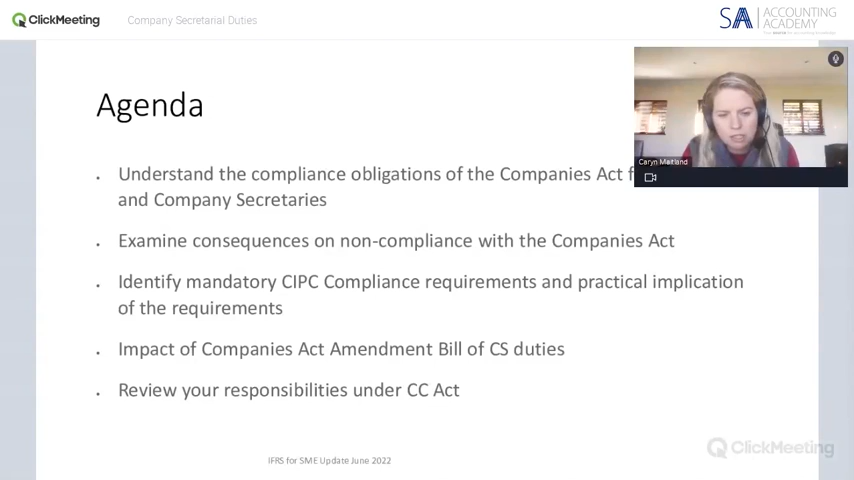 ClickMeeting
Company Secretarial Duties
SA ACCOUNTING
ACADEMY
Agenda
Caryn Maitland
Understand the compliance obligations of the Companies Act
and Company Secretaries
Examine consequences on non-compliance with the Companies Act
Identify mandatory CIPC Compliance requirements and practical implication
of the requirements
Impact of Companies Act Amendment Bill of CS duties
Review your responsibilities under CC Act
ClickMeeting
IFRS for SME Update June 2022